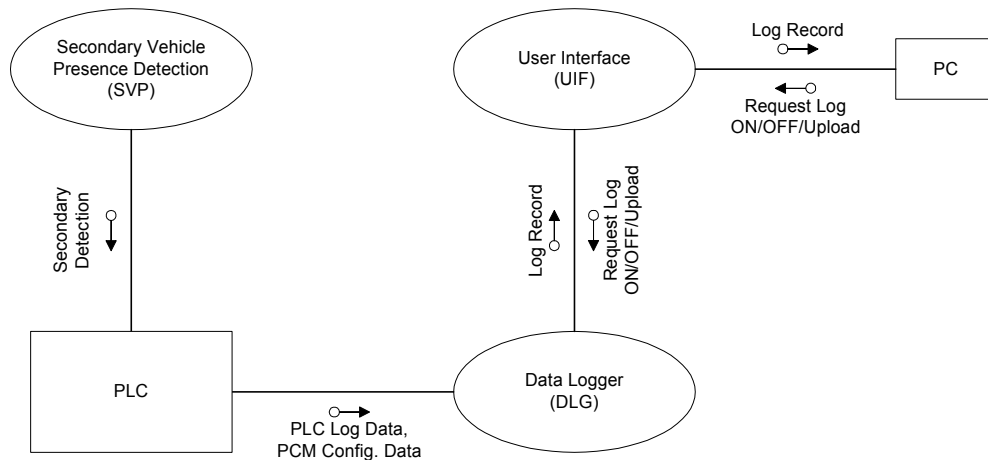 Secondary Vehicle
Presence Detection
(SVP)
User Interface
(UIF)
Log Record
PC
Request Log
ON/OFF/Upload
Secondary
Detection
Log Record
Request Log
ON/OFF/Upload
PLC
Data Logger
(DLG)
PLC Log Data,
PCM Config. Data